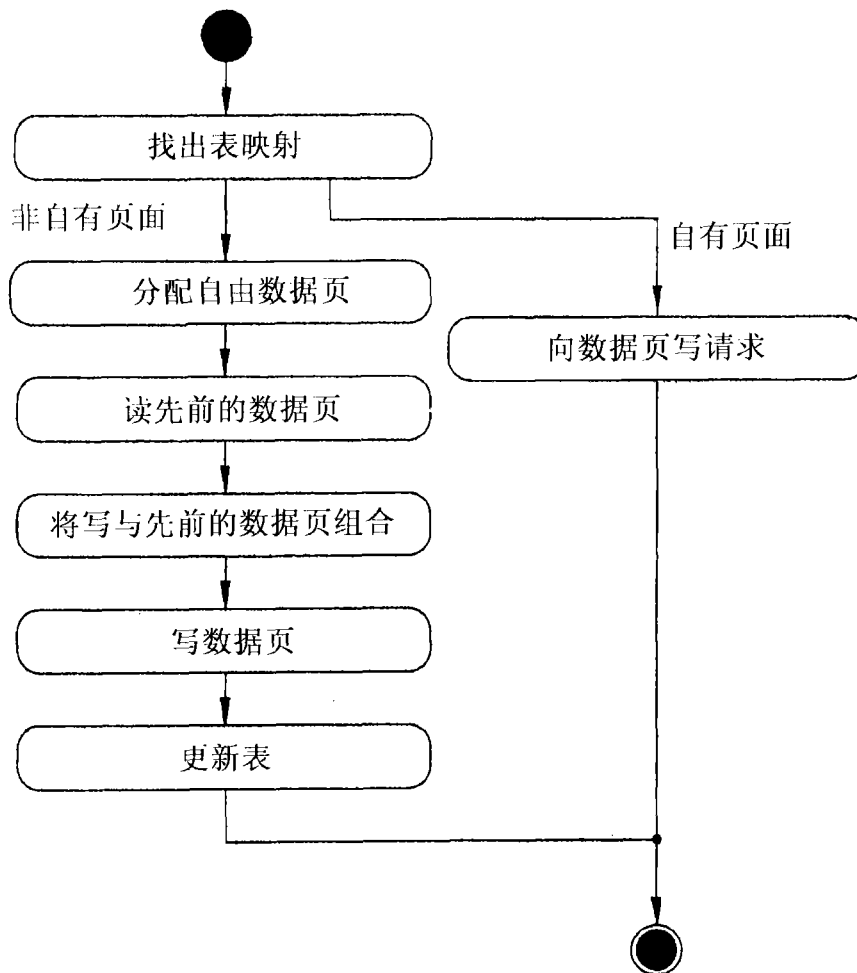 找出表映射
非自有页面
自有页面
分配自由数据页
向数据页写请求
读先前的数据页
将写与先前的数据页组合
写数据页
更新表